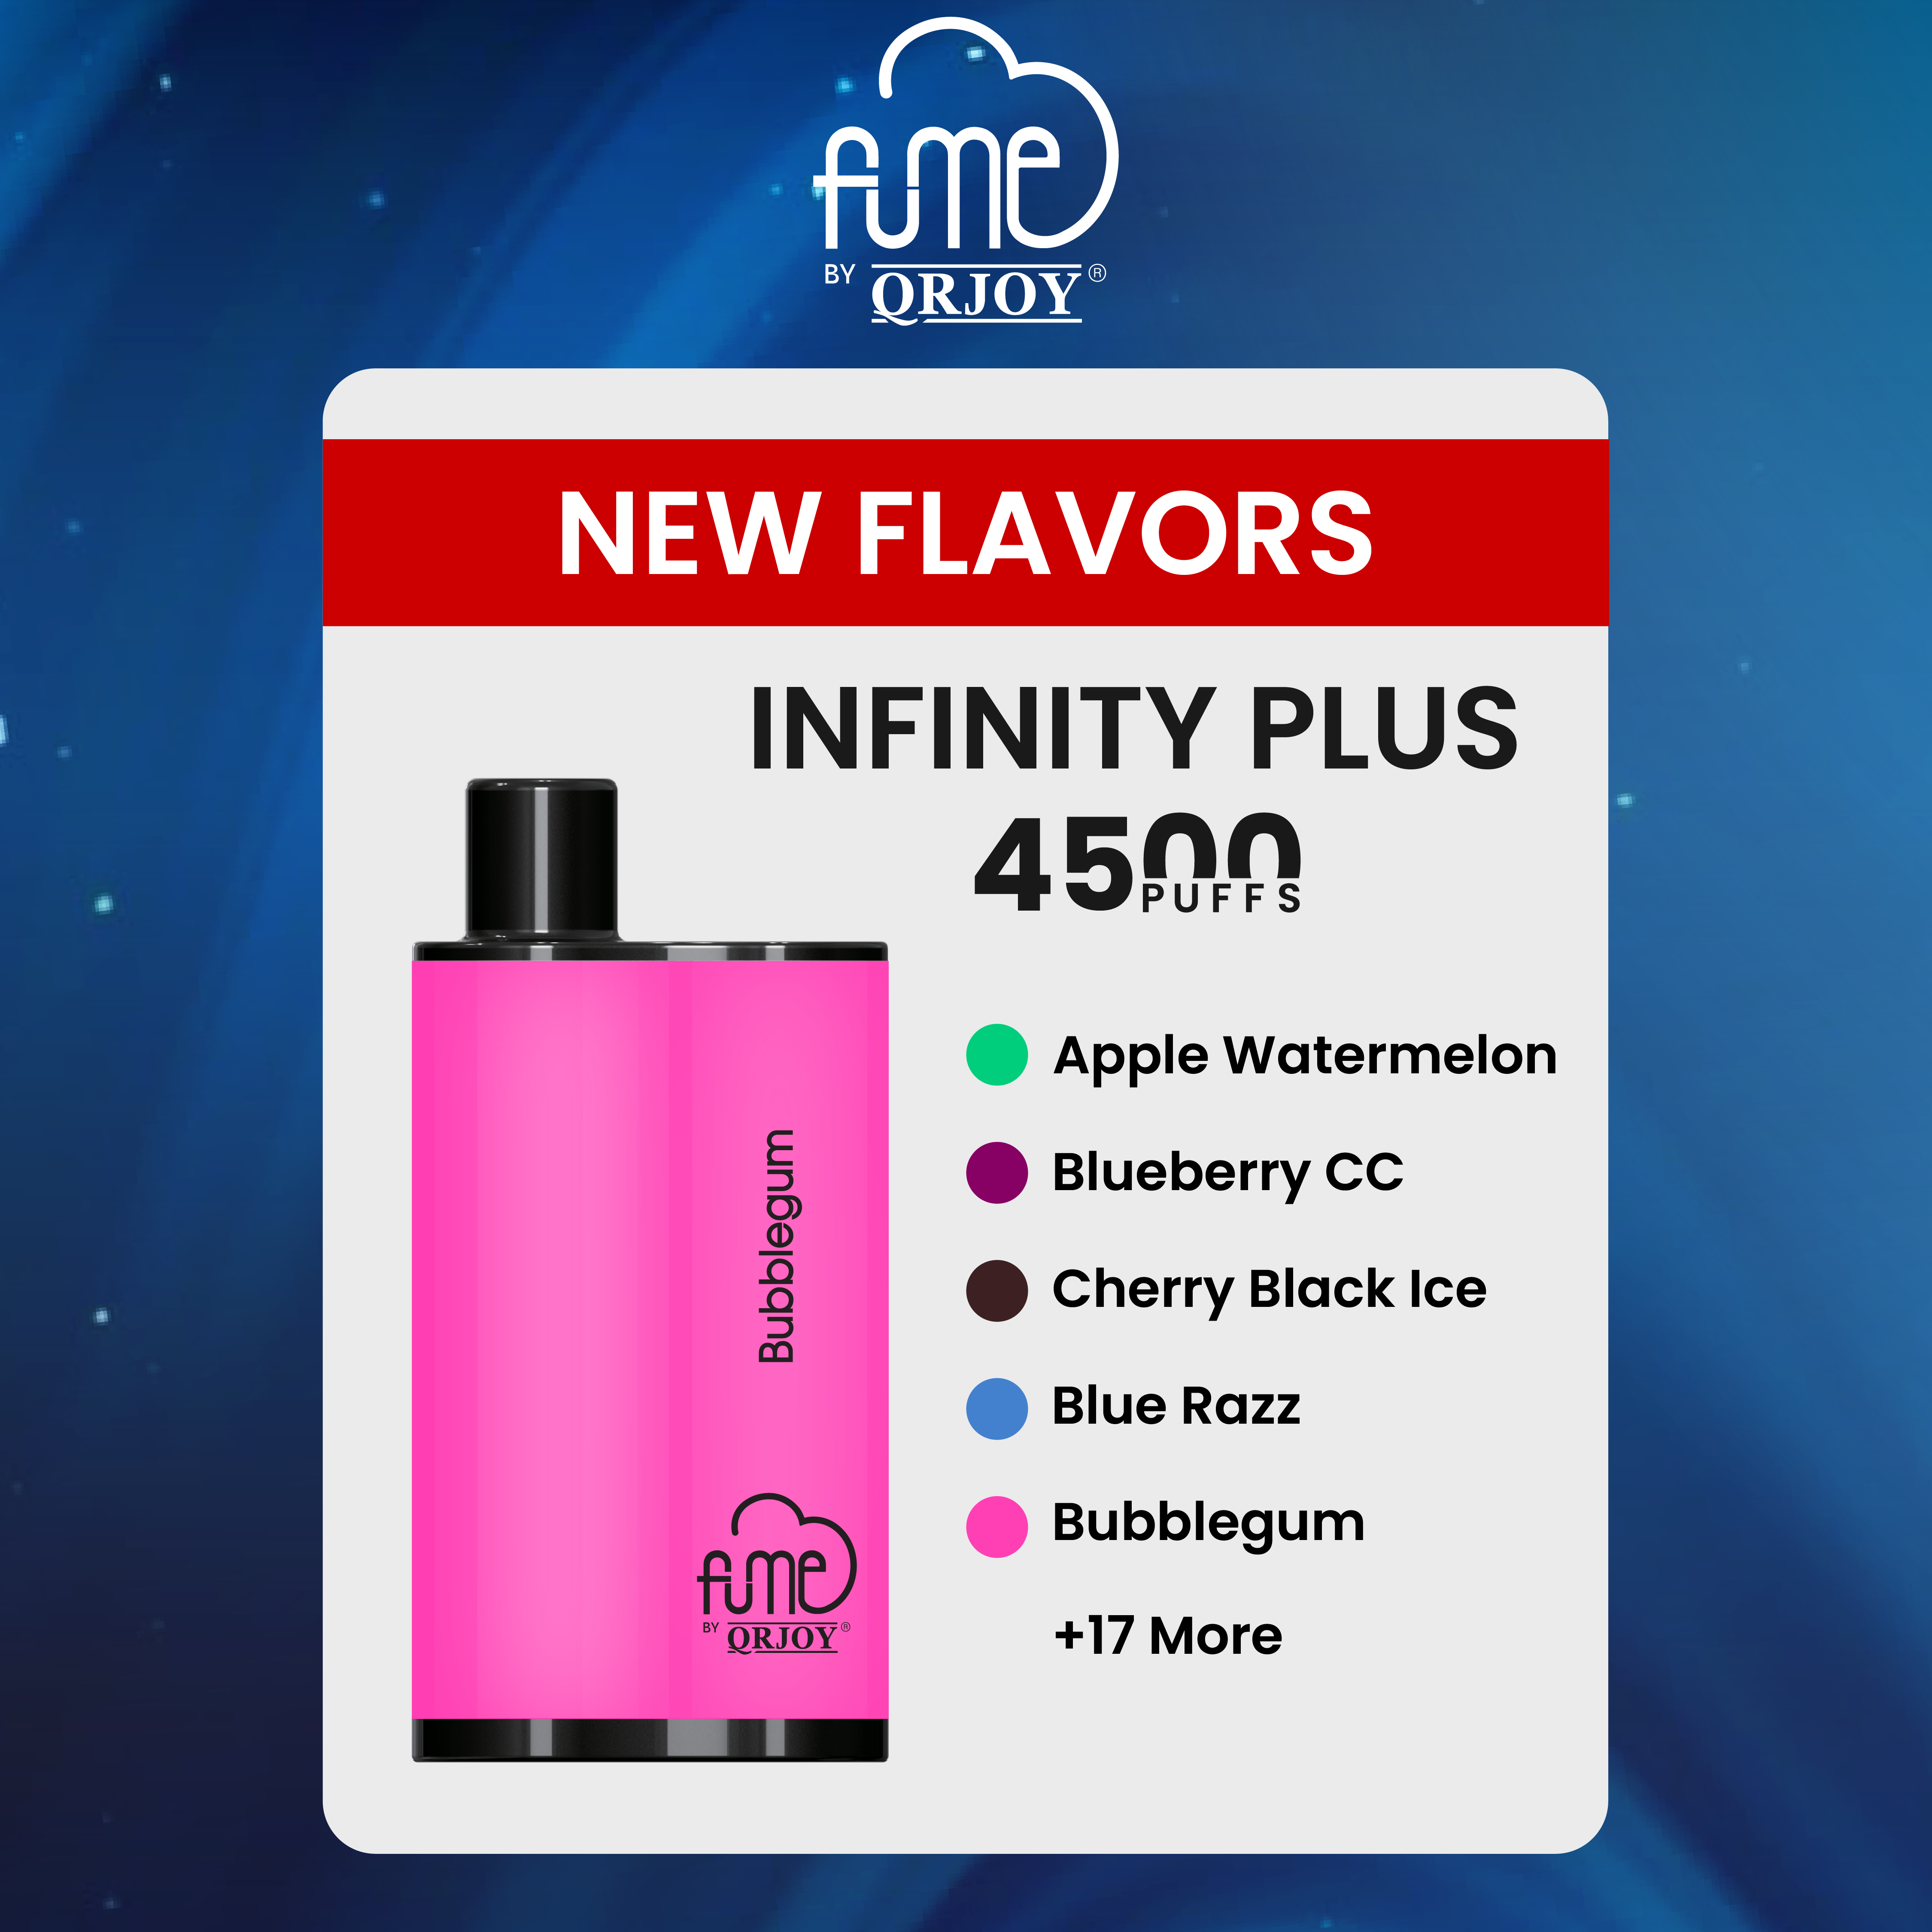 fume
BY QRJOY®
NEW FLAVORS
INFINITY PLUS
4500
PUFFS
Apple Watermelon
Blueberry CC
Cherry Black Ice
Blue Razz
Bubblegum
+17 More
Bubblegum
fume
BY QRJOY®